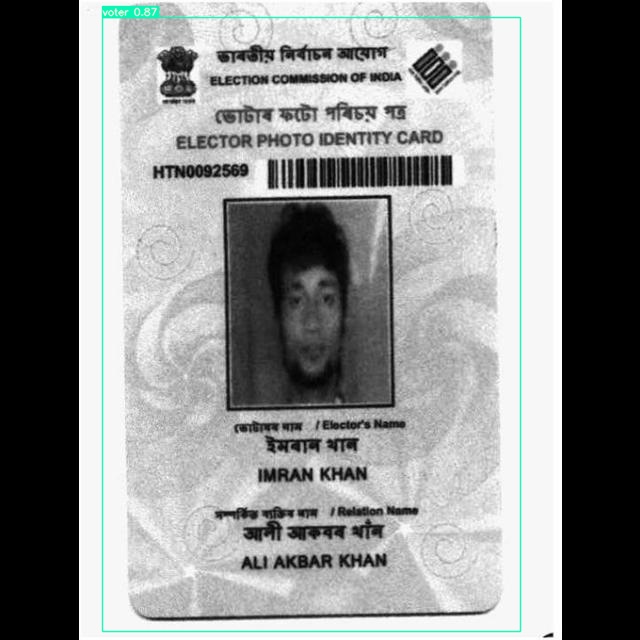 voter 0.87
ভাৰতীয় নিৰ্বাচন আয়োগ
ELECTION COMMISSION OF INDIA
ভোটাৰ ফটো পৰিচয় পত্ৰ
ELECTOR PHOTO IDENTITY CARD
HTN0092569
ভোটাৰৰ নাম / Elector's Name
ইমৰান খান
IMRAN KHAN
সম্পৰ্কিত ব্যক্তিৰ নাম / Relation Name
আলী আকবৰ খাঁন
ALI AKBAR KHAN